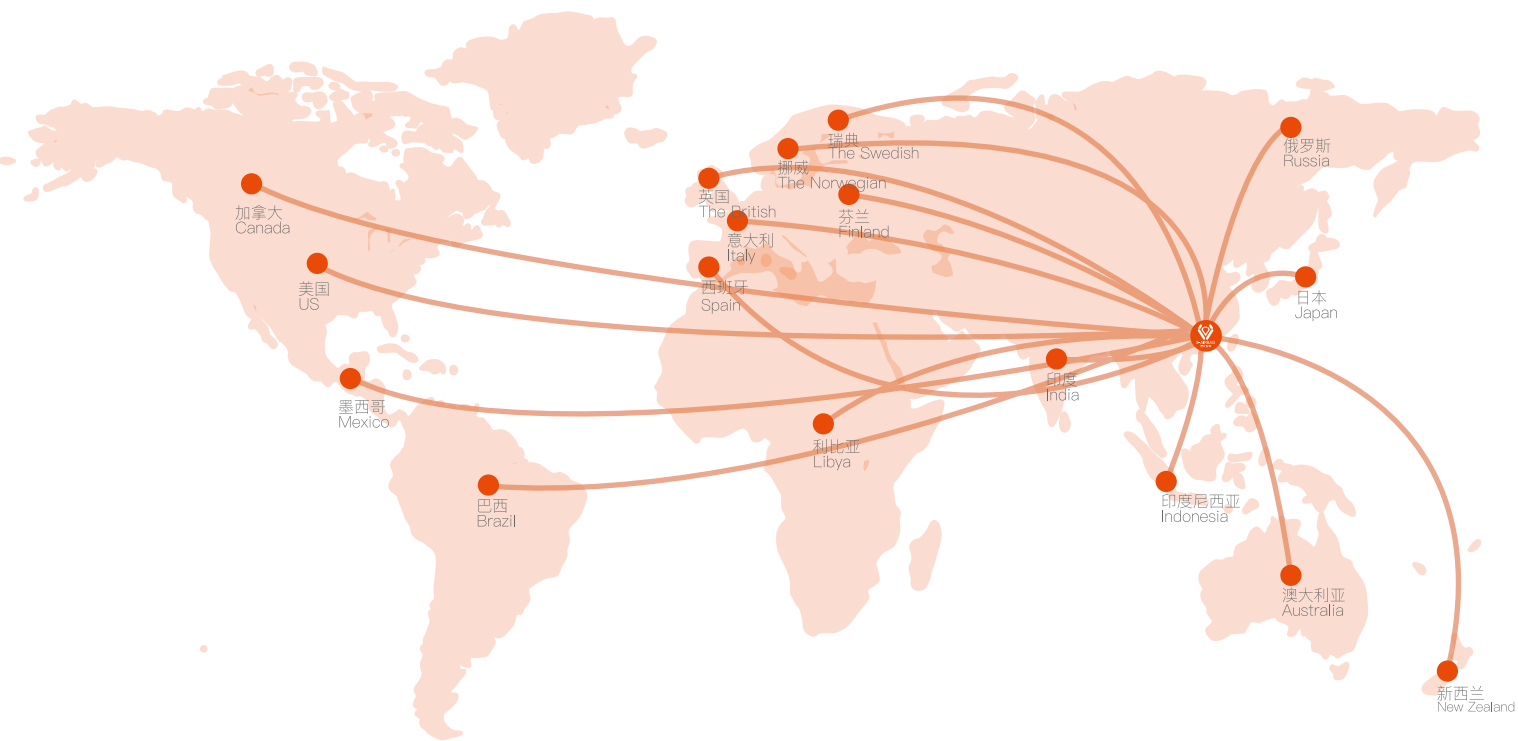 瑞典
The Swedish
挪威
The Norwegian
俄罗斯
Russia
英国
The British
加拿大
Canada
芬兰
Finland
意大利
Italy
西班牙
Spain
美国
US
日本
Japan
印度
India
墨西哥
Mexico
利比亚
Libya
巴西
Brazil
印度尼西亚
Indonesia
澳大利亚
Australia
新西兰
New Zealand